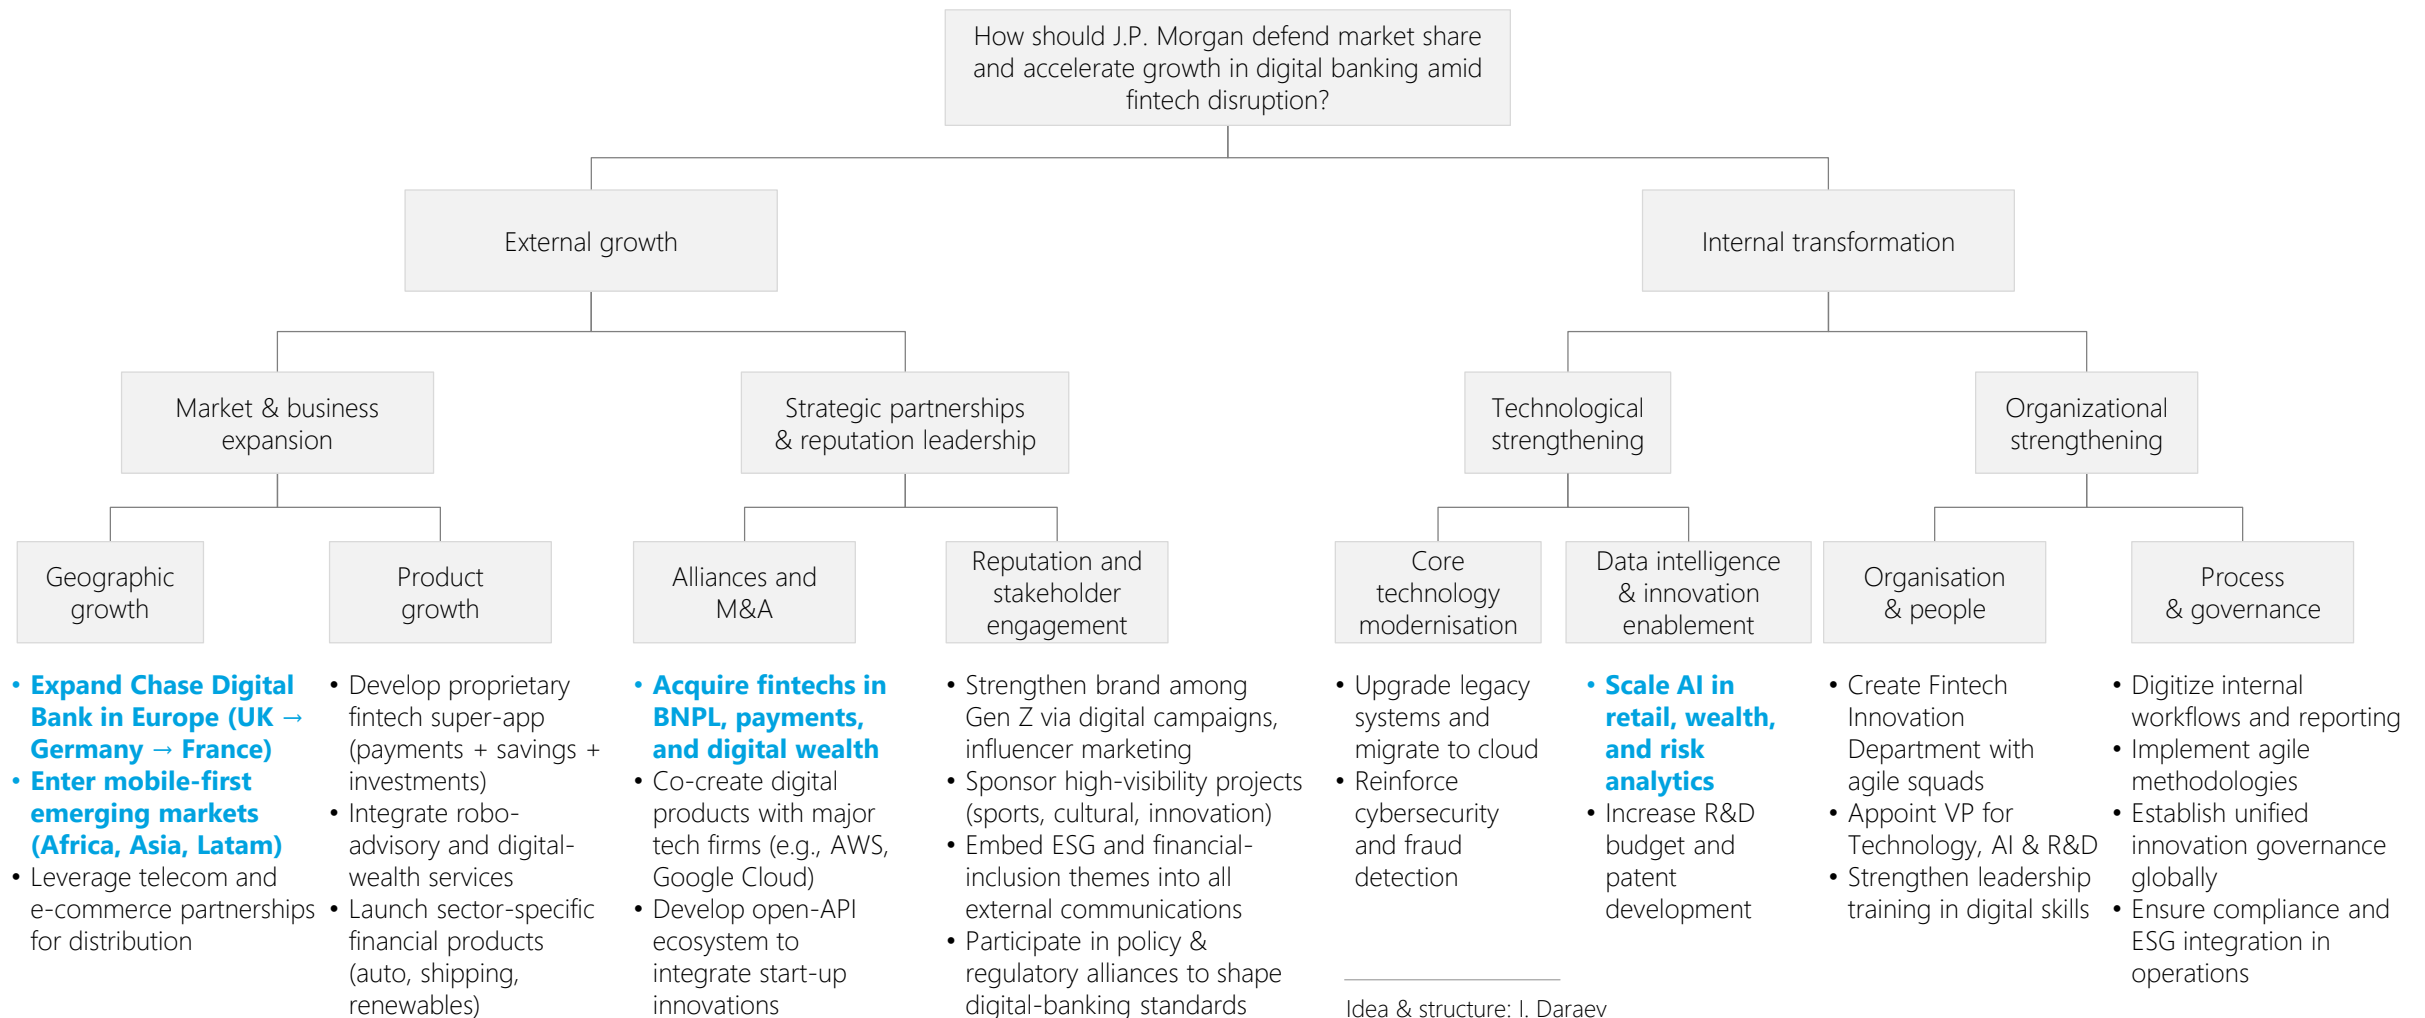 How should J.P. Morgan defend market share
and accelerate growth in digital banking amid
fintech disruption?
External growth
Internal transformation
Market & business
expansion
Strategic partnerships
& reputation leadership
Technological
strengthening
Organizational
strengthening
Geographic
growth
Product
growth
Alliances and
M&A
Reputation and
stakeholder
engagement
Core
technology
modernisation
Data intelligence
& innovation
enablement
Organisation
& people
Process
& governance
• Expand Chase Digital
Bank in Europe (UK →
Germany → France)
• Enter mobile-first
emerging markets
(Africa, Asia, Latam)
• Leverage telecom and
e-commerce partnerships
for distribution
• Develop proprietary
fintech super-app
(payments + savings +
investments)
• Integrate robo-
advisory and digital-
wealth services
• Launch sector-specific
financial products
(auto, shipping,
renewables)
• Acquire fintechs in
BNPL, payments,
and digital wealth
• Co-create digital
products with major
tech firms (e.g., AWS,
Google Cloud)
• Develop open-API
ecosystem to
integrate start-up
innovations
• Strengthen brand among
Gen Z via digital campaigns,
influencer marketing
• Sponsor high-visibility projects
(sports, cultural, innovation)
• Embed ESG and financial-
inclusion themes into all
external communications
• Participate in policy &
regulatory alliances to shape
digital-banking standards
• Upgrade legacy
systems and
migrate to cloud
• Reinforce
cybersecurity
and fraud
detection
• Scale AI in
retail, wealth,
and risk
analytics
• Increase R&D
budget and
patent
development
• Create Fintech
Innovation
Department with
agile squads
• Appoint VP for
Technology, AI & R&D
• Strengthen leadership
training in digital skills
• Digitize internal
workflows and reporting
• Implement agile
methodologies
• Establish unified
innovation governance
globally
• Ensure compliance and
ESG integration in
operations
Idea & structure: I. Daraev